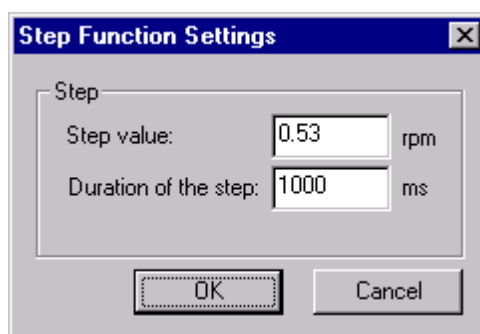 Step Function Settings
Step
Step value: 0.53 rpm
Duration of the step: 1000 ms
OK Cancel